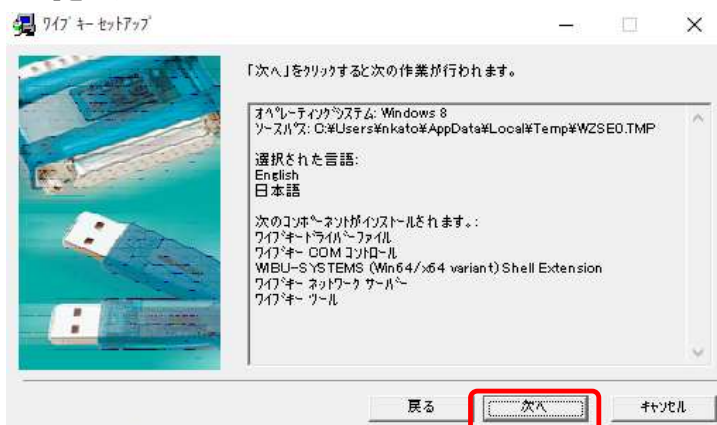 ワイブ キー セットアップ
「次へ」をクリックすると次の作業が行われます。
オペレーティングシステム: Windows 8
ソースパス: C:¥Users¥nkato¥AppData¥Local¥Temp¥WZSE0.TMP
選択された言語:
English
日本語
次のコンポーネントがインストールされます。:
ワイブキードライバーファイル
ワイブキー COM コントロール
WIBU-SYSTEMS (Win64/x64 variant) Shell Extension
ワイブキー ネットワーク サーバー
ワイブキー ツール
戻る
次へ
キャンセル